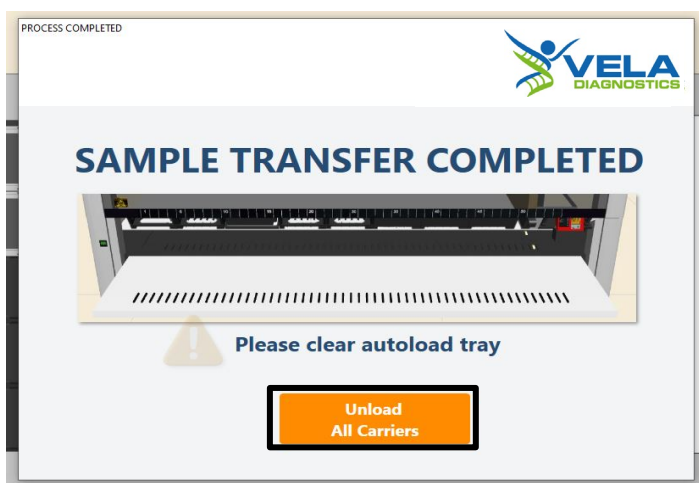 PROCESS COMPLETED
VELA
DIAGNOSTICS
SAMPLE TRANSFER COMPLETED
Please clear autoload tray
Unload
All Carriers